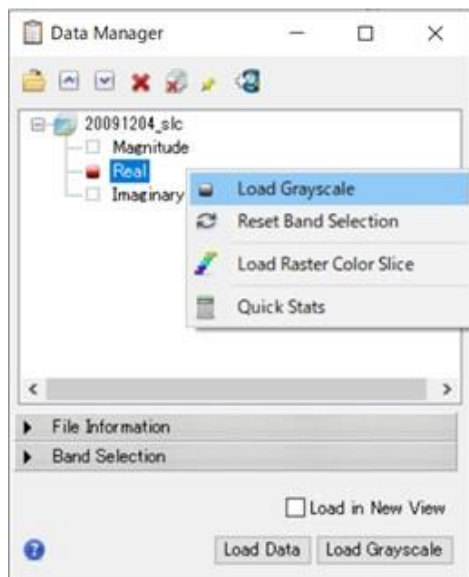 Data Manager
20091204_slc
Magnitude
Real
Imaginary
Load Grayscale
Reset Band Selection
Load Raster Color Slice
Quick Stats
File Information
Band Selection
Load in New View
Load Data
Load Grayscale